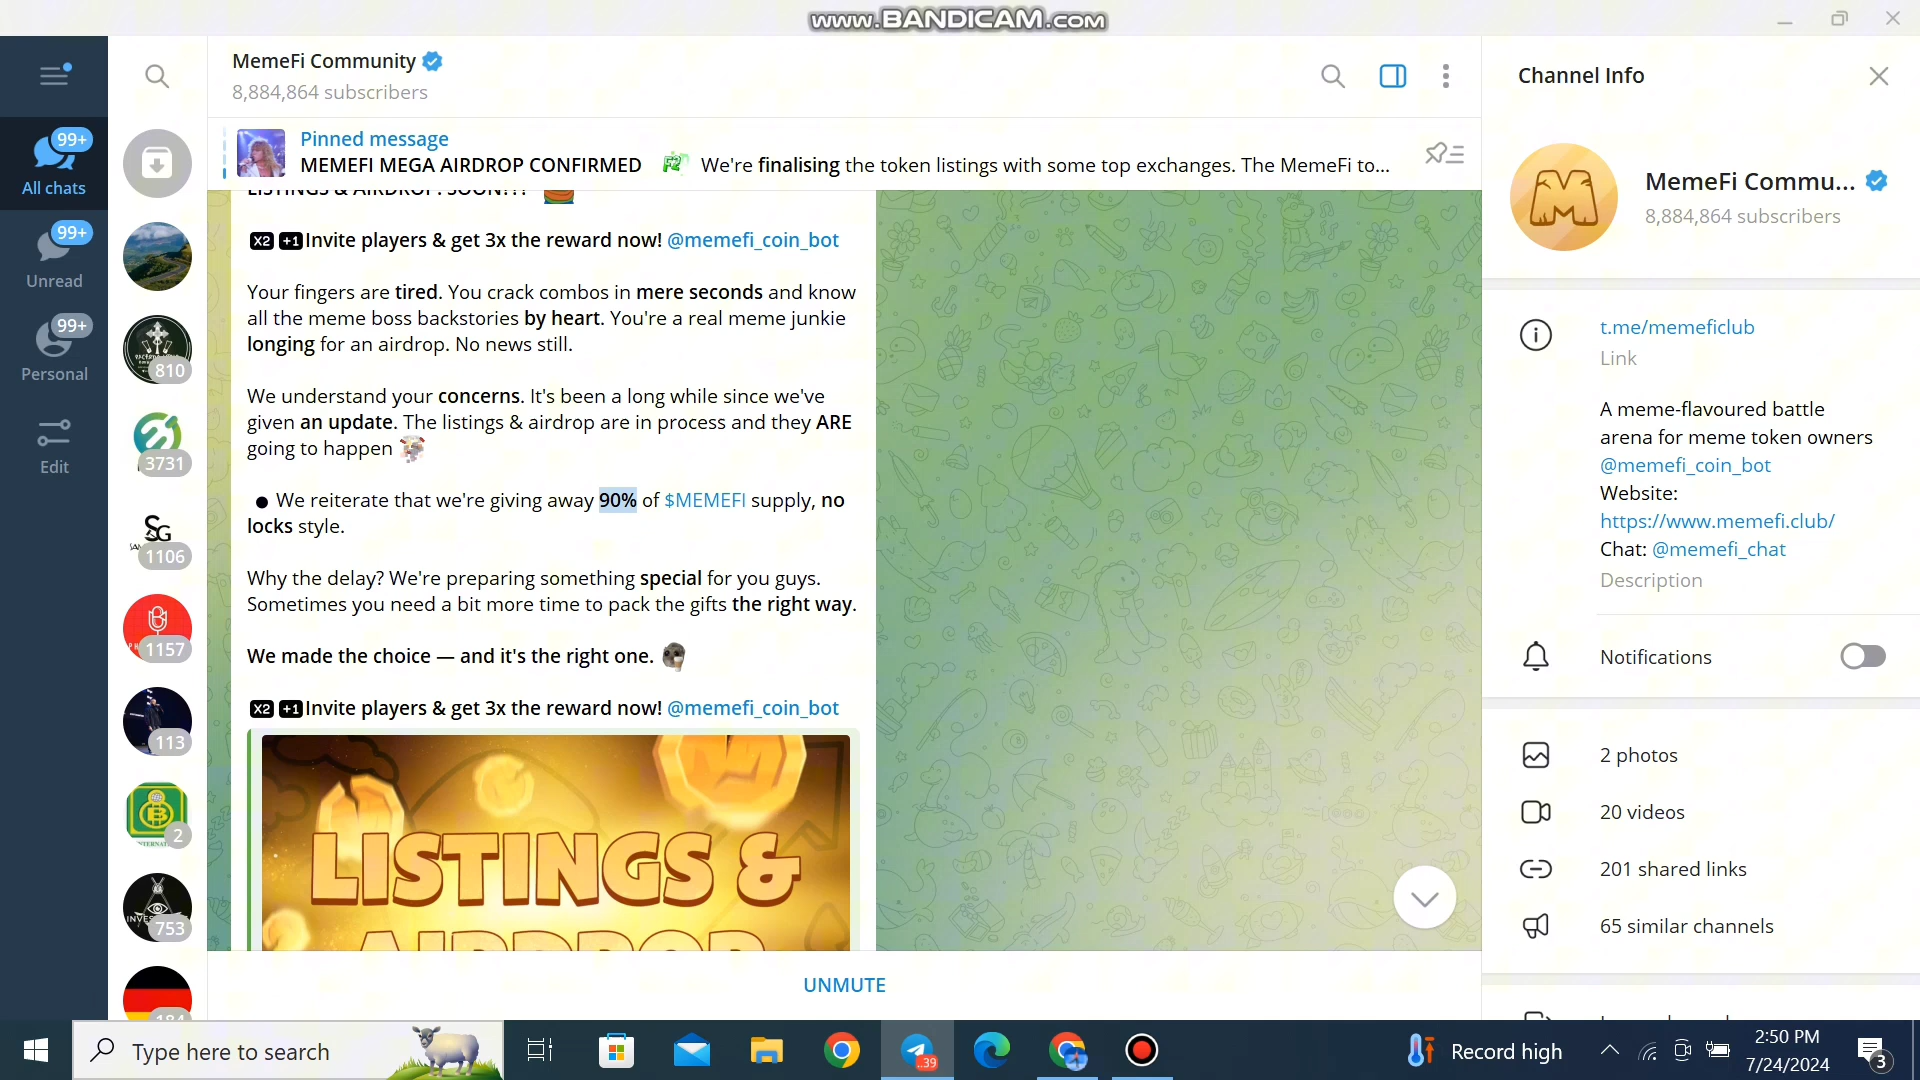 www.BANDICAM.com
MemeFi Community
8,884,864 subscribers
Channel Info
99+
All chats
Pinned message
MEMEFI MEGA AIRDROP CONFIRMED We're finalising the token listings with some top exchanges. The MemeFi to...
MemeFi Commu...
8,884,864 subscribers
99+
Unread
99+
Personal
Edit
810
3731
SG
1106
1157
113
2
INVES
753
184
LISTINGS & AIRDROP: SOON???
X2 +1 Invite players & get 3x the reward now! @memefi_coin_bot
Your fingers are tired. You crack combos in mere seconds and know
all the meme boss backstories by heart. You're a real meme junkie
longing for an airdrop. No news still.
We understand your concerns. It's been a long while since we've
given an update. The listings & airdrop are in process and they ARE
going to happen
● We reiterate that we're giving away 90% of $MEMEFI supply, no
locks style.
Why the delay? We're preparing something special for you guys.
Sometimes you need a bit more time to pack the gifts the right way.
We made the choice — and it's the right one.
X2 +1 Invite players & get 3x the reward now! @memefi_coin_bot
LISTINGS &
AIRDROP
UNMUTE
t.me/memeficlub
Link
A meme-flavoured battle
arena for meme token owners
@memefi_coin_bot
Website:
https://www.memefi.club/
Chat: @memefi_chat
Description
Notifications
2 photos
20 videos
201 shared links
65 similar channels
Type here to search
..39
Record high
2:50 PM
7/24/2024
3